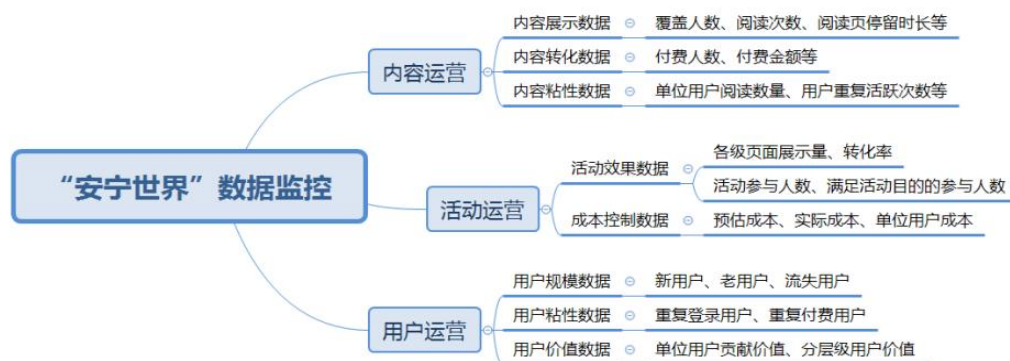 “安宁世界”数据监控
内容运营
内容展示数据
覆盖人数、阅读次数、阅读页停留时长等
内容转化数据
付费人数、付费金额等
内容粘性数据
单位用户阅读数量、用户重复活跃次数等
活动运营
活动效果数据
各级页面展示量、转化率
活动参与人数、满足活动目的的参与人数
成本控制数据
预估成本、实际成本、单位用户成本
用户运营
用户规模数据
新用户、老用户、流失用户
用户粘性数据
重复登录用户、重复付费用户
用户价值数据
单位用户贡献价值、分层级用户价值